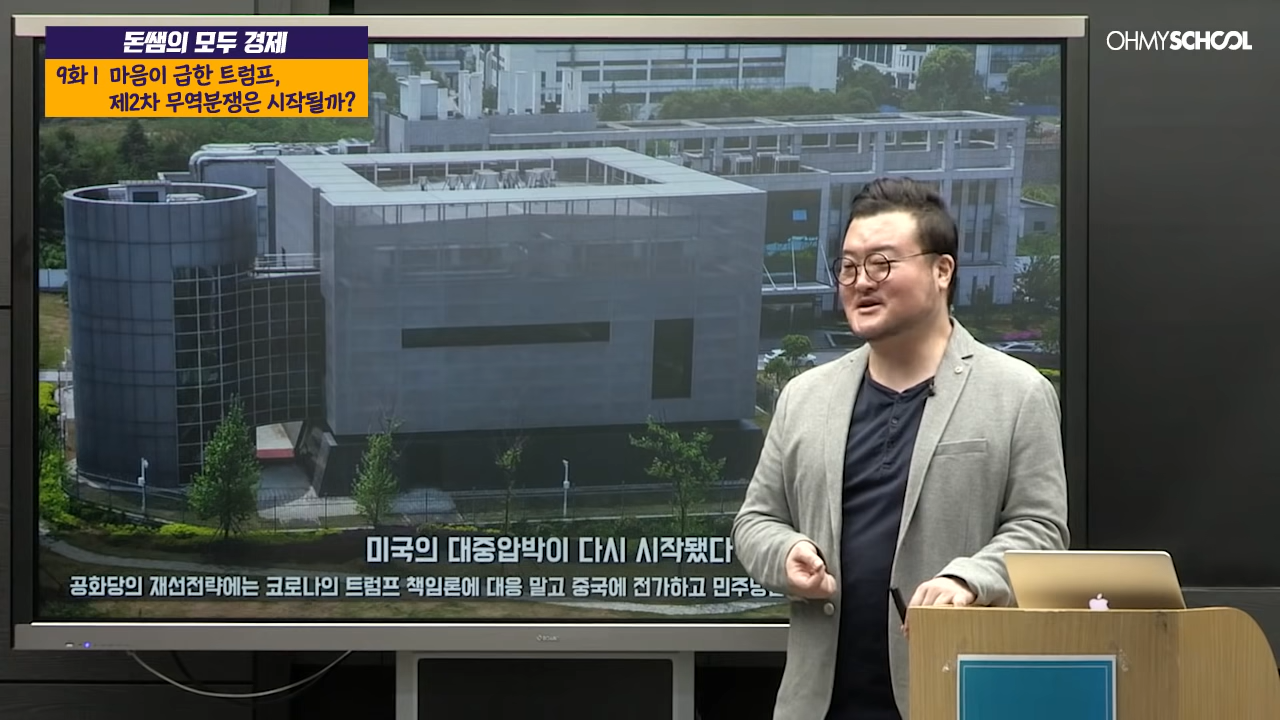 돈쌤의 모두 경제
9화 | 마음이 급한 트럼프,
제2차 무역분쟁은 시작될까?
OHMYSCHOOL
미국의 대중압박이 다시 시작됐다
공화당의 재선전략에는 코로나의 트럼프 책임론에 대응 말고 중국에 전가하고